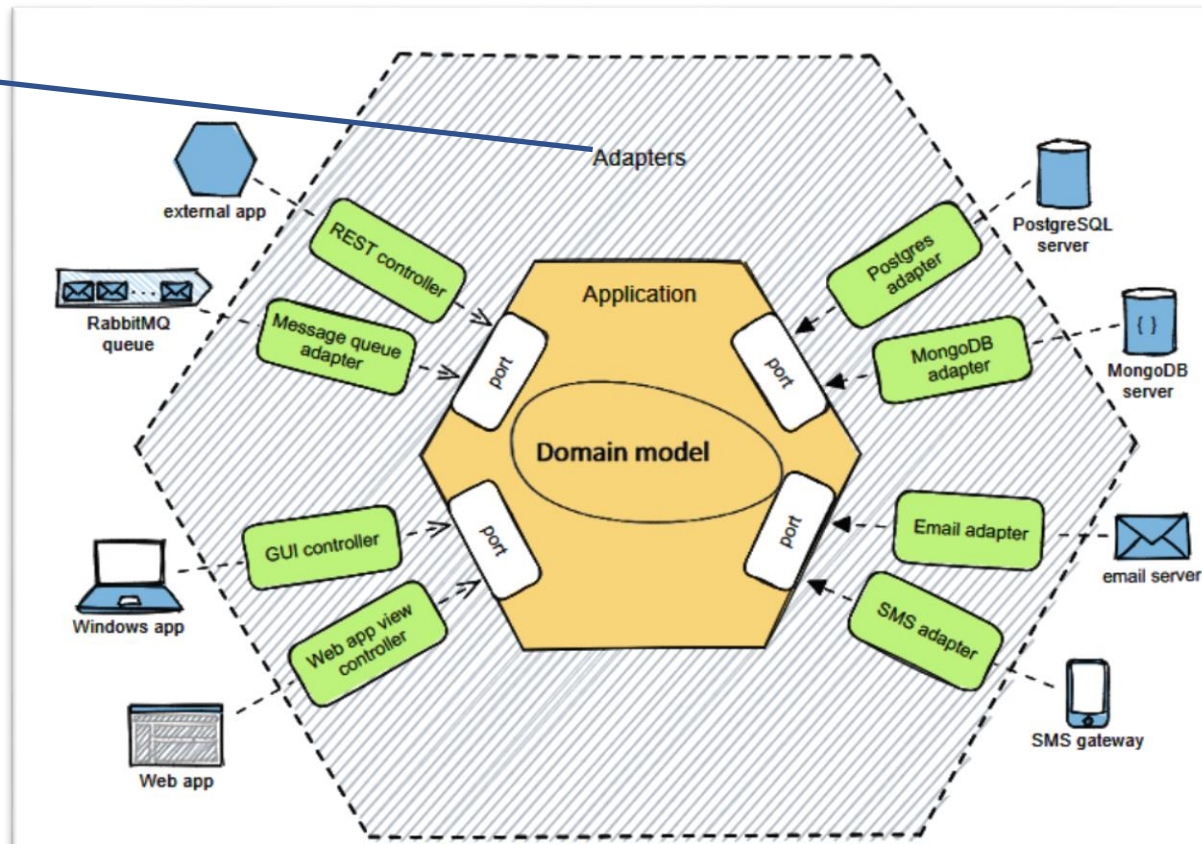 Adapters
external app
REST controller
RabbitMQ
queue
Message queue
adapter
Application
port
port
Domain model
port
port
Postgres
adapter
PostgreSQL
server
MongoDB
adapter
{ }
MongoDB
server
GUI controller
Windows app
Web app view
controller
Web app
Email adapter
email server
SMS adapter
SMS gateway